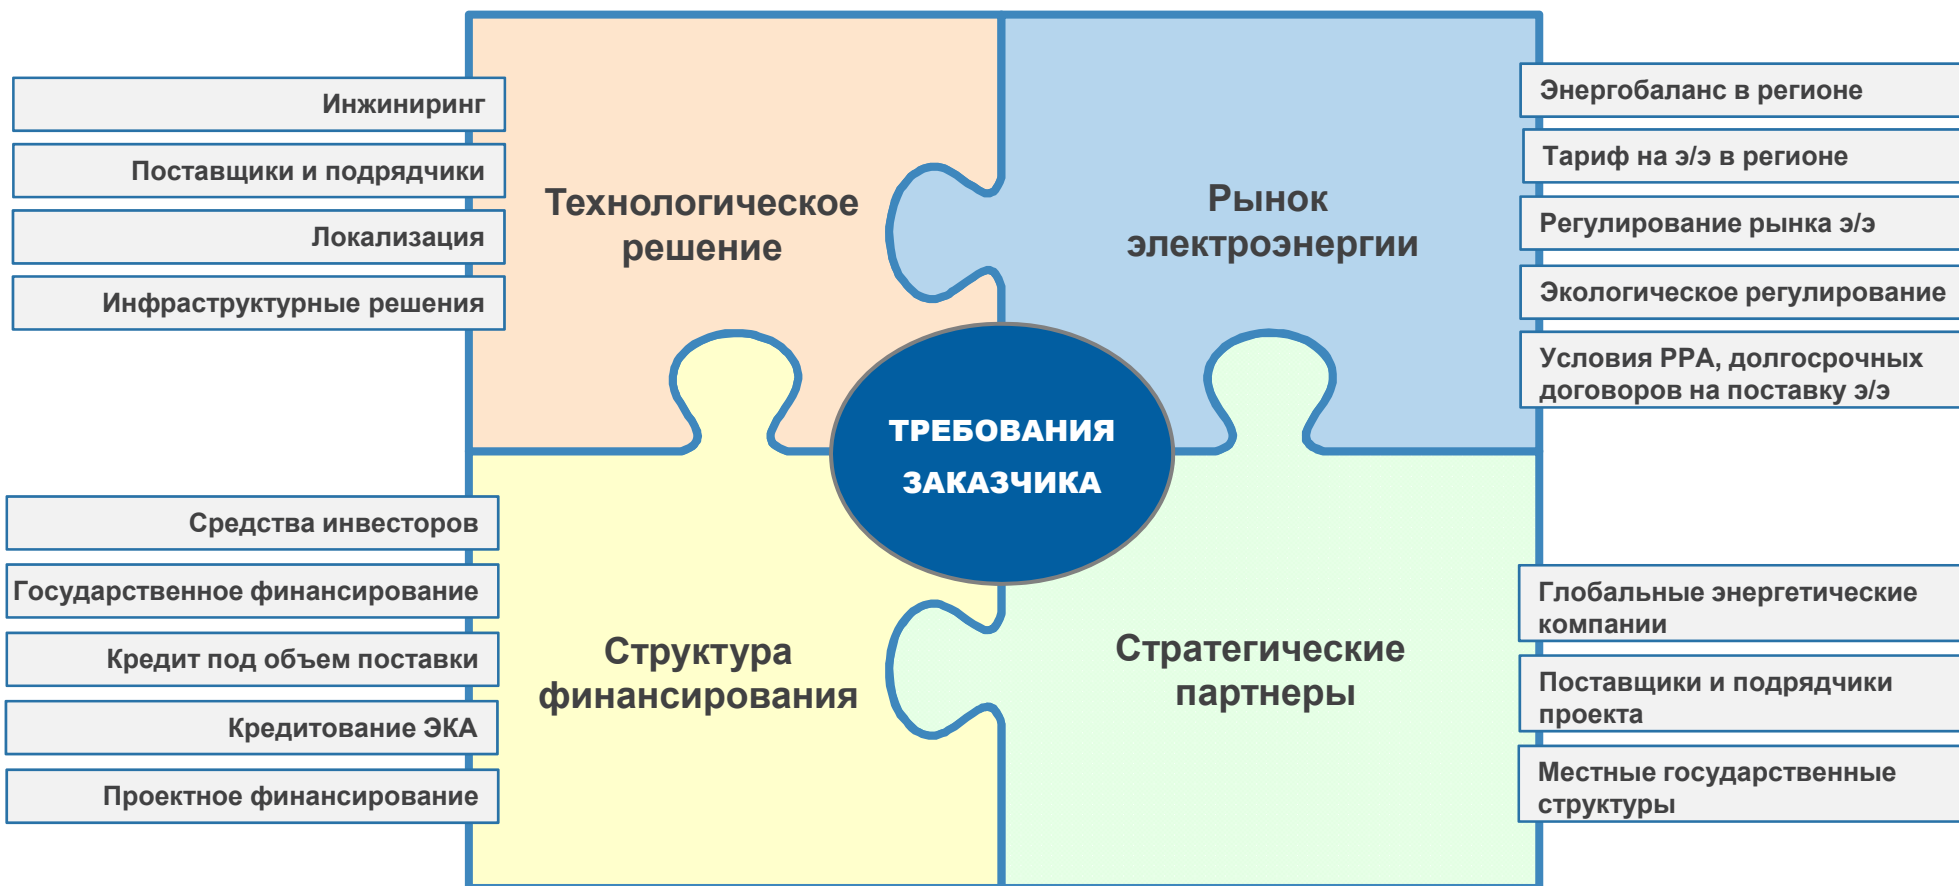 Инжиниринг
Поставщики и подрядчики
Локализация
Инфраструктурные решения
Технологическое
решение
Рынок
электроэнергии
Энергобаланс в регионе
Тариф на э/э в регионе
Регулирование рынка э/э
Экологическое регулирование
Условия PPA, долгосрочных
договоров на поставку э/э
ТРЕБОВАНИЯ
ЗАКАЗЧИКА
Средства инвесторов
Государственное финансирование
Кредит под объем поставки
Кредитование ЭКА
Проектное финансирование
Структура
финансирования
Стратегические
партнеры
Глобальные энергетические
компании
Поставщики и подрядчики
проекта
Местные государственные
структуры